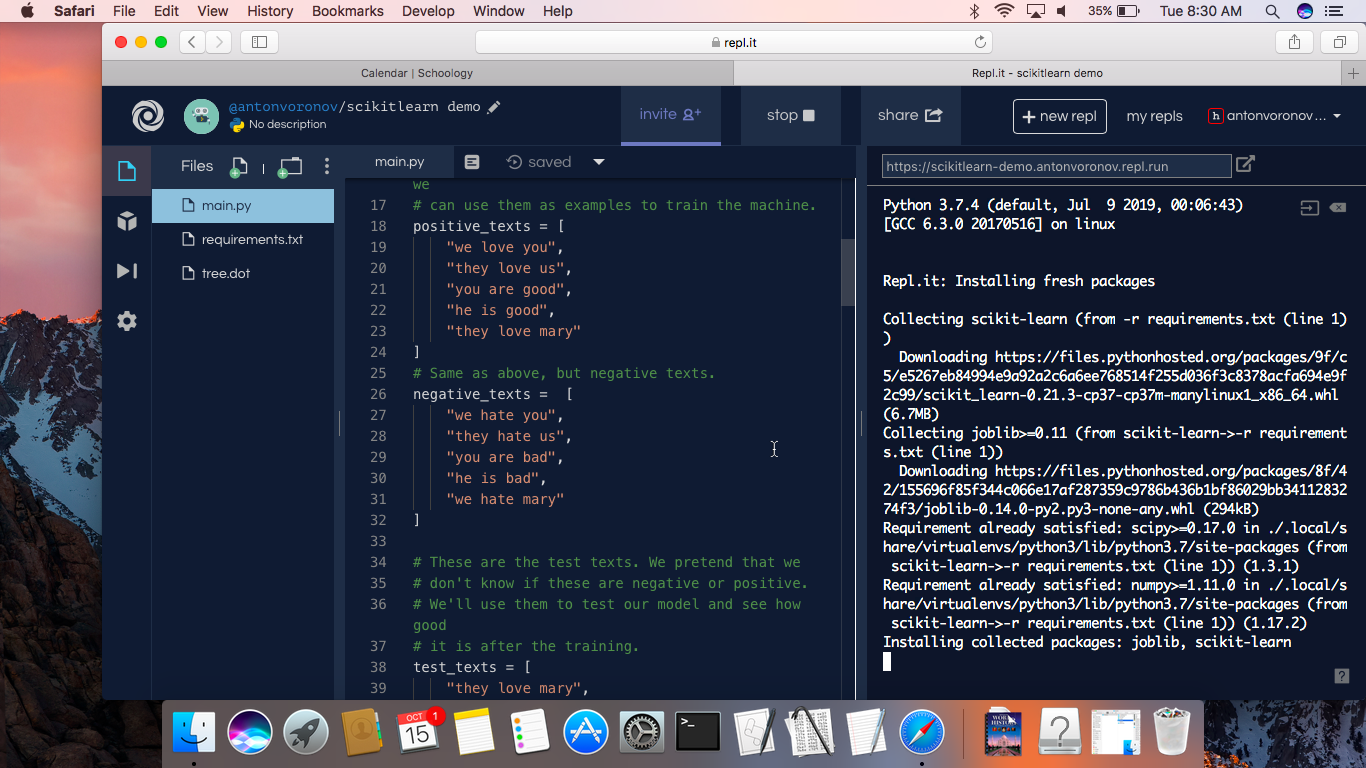 Safari File Edit View History Bookmarks Develop Window Help 35% Tue 8:30 AM
repl.it
Calendar | Schoology
Repl.it - scikitlearn demo
@antonvoronov/scikitlearn demo
No description
invite
stop
share
+ new repl
my repls
h antonvoronov...
Files
main.py
requirements.txt
tree.dot
main.py
saved
we
17 # can use them as examples to train the machine.
18 positive_texts = [
19 "we love you",
20 "they love us",
21 "you are good",
22 "he is good",
23 "they love mary"
24 ]
25 # Same as above, but negative texts.
26 negative_texts =  [
27 "we hate you",
28 "they hate us",
29 "you are bad",
30 "he is bad",
31 "we hate mary"
32 ]
33
34 # These are the test texts. We pretend that we
35 # don't know if these are negative or positive.
36 # We'll use them to test our model and see how
good
37 # it is after the training.
38 test_texts = [
39 "they love mary",
https://scikitlearn-demo.antonvoronov.repl.run
Python 3.7.4 (default, Jul  9 2019, 00:06:43)
[GCC 6.3.0 20170516] on linux
Repl.it: Installing fresh packages
Collecting scikit-learn (from -r requirements.txt (line 1)
)
Downloading https://files.pythonhosted.org/packages/9f/c
5/e5267eb84994e9a92a2c6a6ee768514f255d036f3c8378acfa694e9f
2c99/scikit_learn-0.21.3-cp37-cp37m-manylinux1_x86_64.whl
(6.7MB)
Collecting joblib>=0.11 (from scikit-learn->-r requirement
s.txt (line 1))
Downloading https://files.pythonhosted.org/packages/8f/4
2/155696f85f344c066e17af287359c9786b436b1bf86029bb34112832
74f3/joblib-0.14.0-py2.py3-none-any.whl (294kB)
Requirement already satisfied: scipy>=0.17.0 in ./.local/s
hare/virtualenvs/python3/lib/python3.7/site-packages (from
scikit-learn->-r requirements.txt (line 1)) (1.3.1)
Requirement already satisfied: numpy>=1.11.0 in ./.local/s
hare/virtualenvs/python3/lib/python3.7/site-packages (from
scikit-learn->-r requirements.txt (line 1)) (1.17.2)
Installing collected packages: joblib, scikit-learn
?
OCT
15
1
>_
?